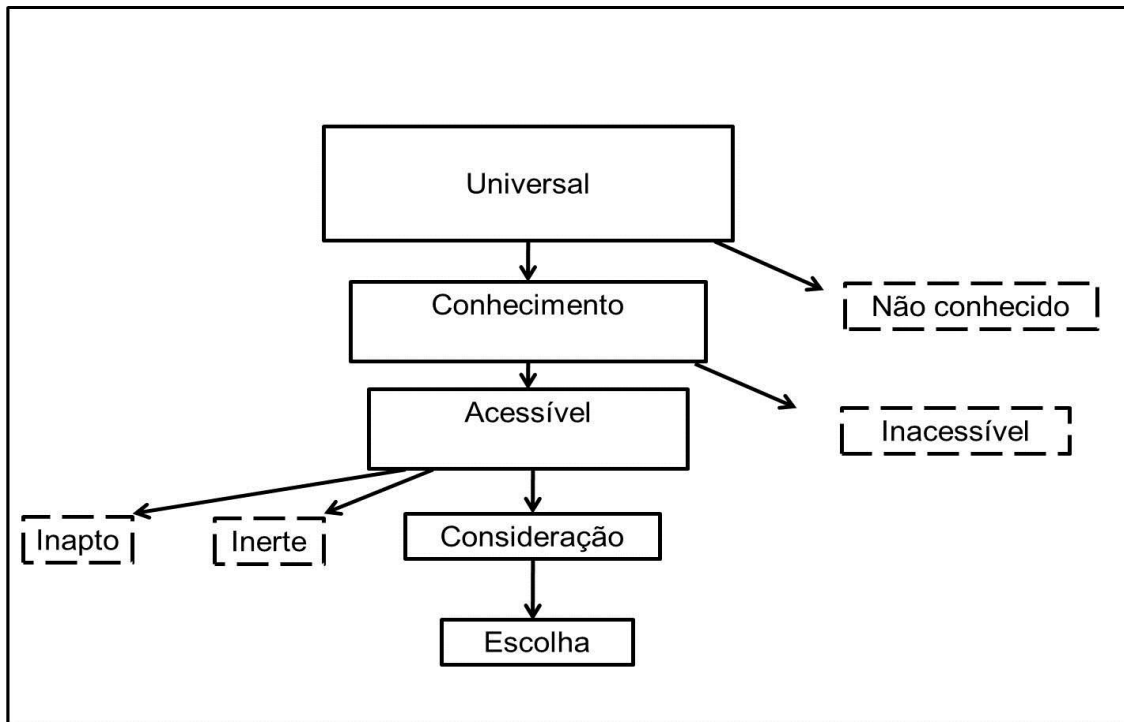 Universal
Conhecimento
Não conhecido
Acessível
Inacessível
Inapto
Inerte
Consideração
Escolha